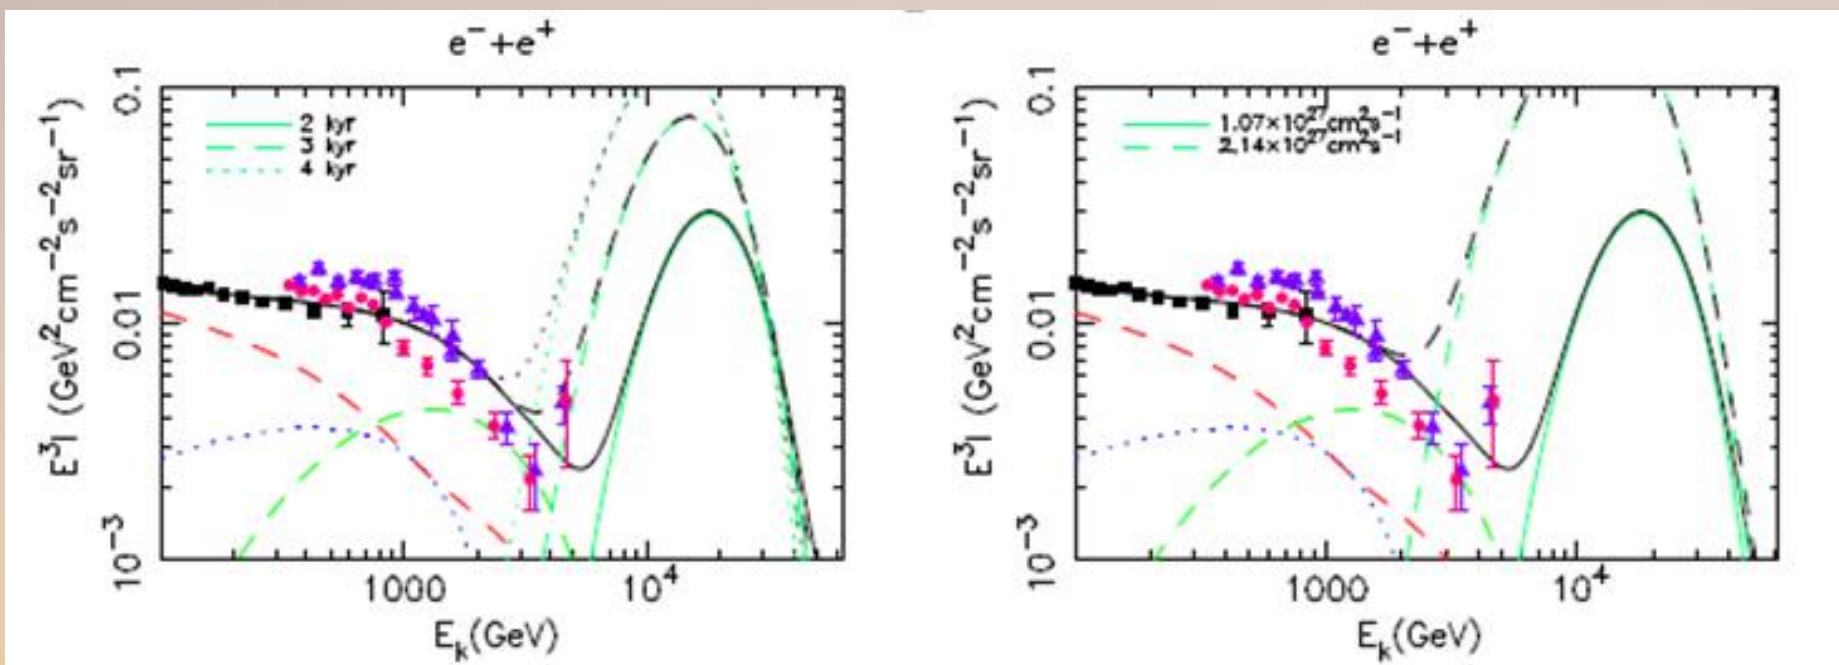 e⁻+e⁺
E³I (GeV²cm⁻²s⁻²sr⁻¹)
0.1
0.01
10⁻³
2 kyr
3 kyr
4 kyr
1000
10⁴
Eₖ(GeV)
e⁻+e⁺
E³I (GeV²cm⁻²s⁻²sr⁻¹)
0.1
0.01
10⁻³
1.07×10²⁷cm²s⁻¹
2.14×10²⁷cm²s⁻¹
1000
10⁴
Eₖ(GeV)